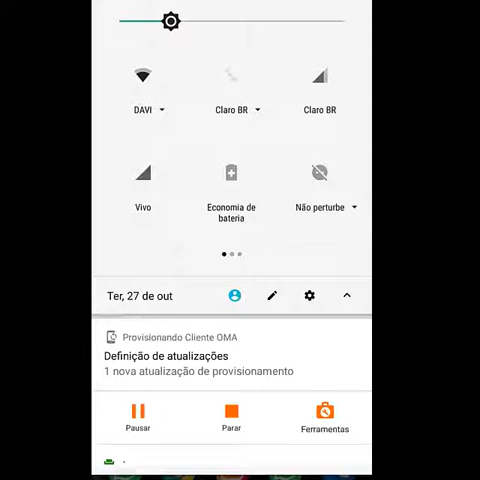 DAVI
Claro BR
Claro BR
Vivo
Economia de
bateria
Não perturbe
Ter, 27 de out
Provisionando Cliente OMA
Definição de atualizações
1 nova atualização de provisionamento
Pausar
Parar
Ferramentas